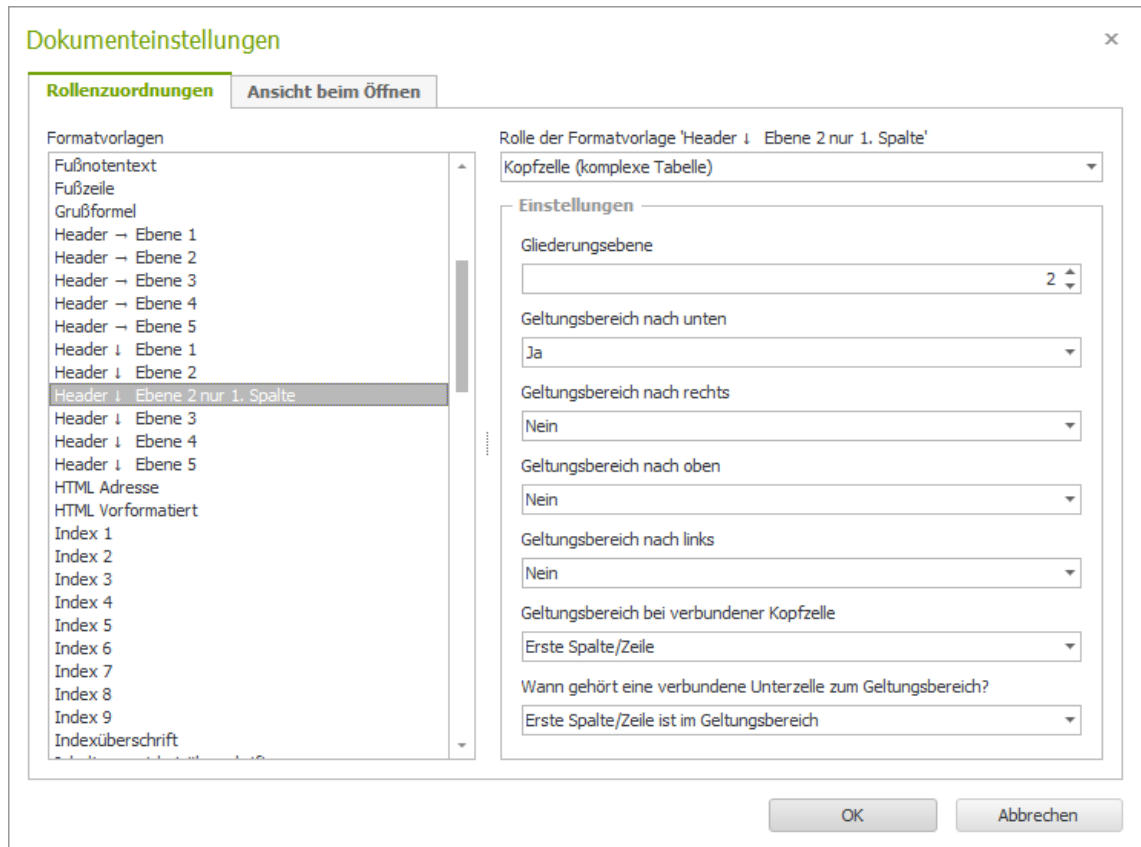 Dokumenteinstellungen
Rollenzuordnungen
Ansicht beim Öffnen
Formatvorlagen
Fußnotentext
Fußzeile
Grußformel
Header → Ebene 1
Header → Ebene 2
Header → Ebene 3
Header → Ebene 4
Header → Ebene 5
Header ↓ Ebene 1
Header ↓ Ebene 2
Header ↓ Ebene 2 nur 1. Spalte
Header ↓ Ebene 3
Header ↓ Ebene 4
Header ↓ Ebene 5
HTML Adresse
HTML Vorformatiert
Index 1
Index 2
Index 3
Index 4
Index 5
Index 6
Index 7
Index 8
Index 9
Indexüberschrift
Rolle der Formatvorlage 'Header ↓ Ebene 2 nur 1. Spalte'
Kopfzelle (komplexe Tabelle)
Einstellungen
Gliederungsebene
2
Geltungsbereich nach unten
Ja
Geltungsbereich nach rechts
Nein
Geltungsbereich nach oben
Nein
Geltungsbereich nach links
Nein
Geltungsbereich bei verbundener Kopfzelle
Erste Spalte/Zeile
Wann gehört eine verbundene Unterzelle zum Geltungsbereich?
Erste Spalte/Zeile ist im Geltungsbereich
OK
Abbrechen